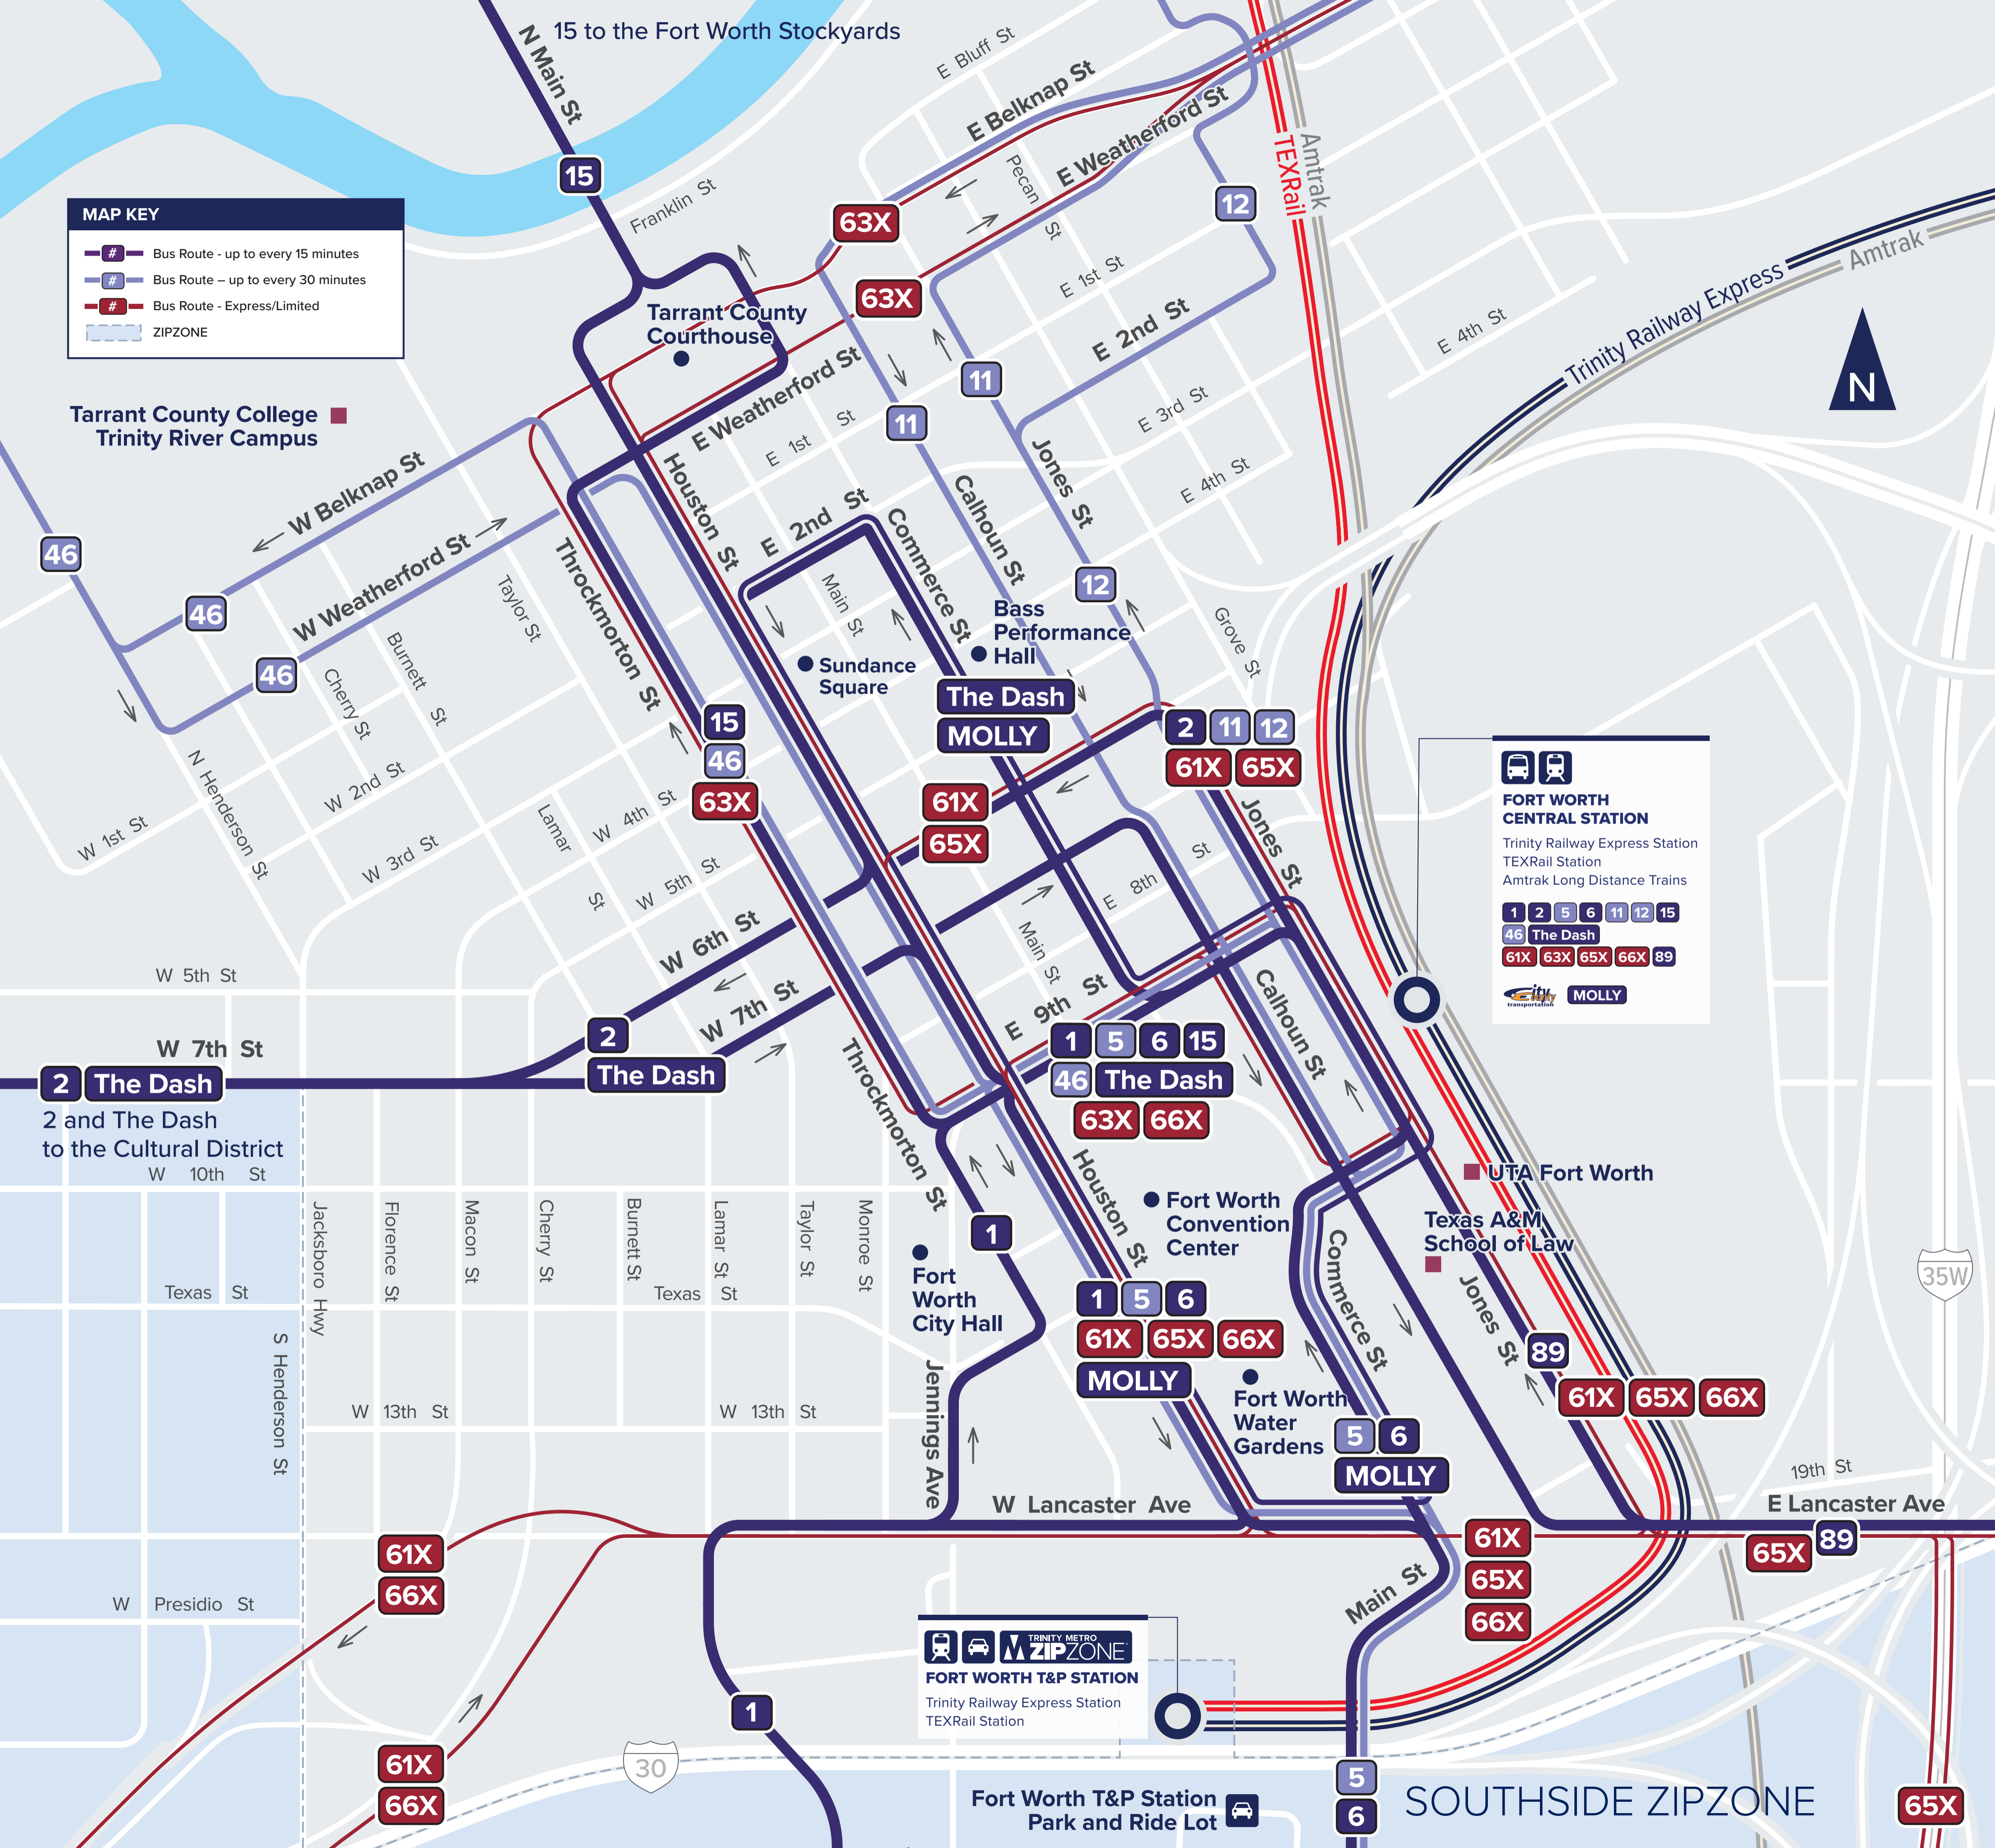 15 to the Fort Worth Stockyards
N Main St
E Bluff St
E Belknap St
E Weatherford St
TEXRail
Amtrak
15
Franklin St
Pecan St
12
MAP KEY
# Bus Route - up to every 15 minutes
# Bus Route – up to every 30 minutes
# Bus Route - Express/Limited
ZIPZONE
63X
63X
E 1st St
E 2nd St
Trinity Railway Express
Amtrak
E 4th St
N
Tarrant County
Courthouse
E Weatherford St
11
11
E 3rd St
Tarrant County College
Trinity River Campus
E 1st St
Jones St
E 4th St
W Belknap St
Houston St
Calhoun St
46
W Weatherford St
E 2nd St
Commerce St
12
46
Throckmorton St
Taylor St
Main St
Bass
Performance
Hall
Grove St
46
Burnett St
Cherry St
Sundance
Square
The Dash
MOLLY
15
46
63X
2 11 12
61X 65X
N Henderson St
W 2nd St
W 1st St
W 3rd St
Lamar St
W 4th St
W 5th St
61X
65X
Jones St
FORT WORTH
CENTRAL STATION
Trinity Railway Express Station
TEXRail Station
Amtrak Long Distance Trains
1 2 5 6 11 12 15
46 The Dash
61X 63X 65X 66X 89
City County
transportation
MOLLY
E 8th St
W 6th St
Main St
W 5th St
W 7th St
E 9th St
Calhoun St
W 7th St
2
The Dash
2 The Dash
2 and The Dash
to the Cultural District
1 5 6 15
46 The Dash
63X 66X
Throckmorton St
Houston St
W 10th St
UTA Fort Worth
Texas A&M
School of Law
Jacksboro Hwy
Florence St
Macon St
Cherry St
Burnett St
Lamar St
Taylor St
Monroe St
1
Fort Worth
Convention
Center
Commerce St
Jones St
35W
Fort
Worth
City Hall
Texas St
Texas St
1 5 6
61X 65X 66X
MOLLY
89
61X 65X 66X
S Henderson St
Jennings Ave
W 13th St
W 13th St
Fort Worth
Water
Gardens
5 6
MOLLY
19th St
W Lancaster Ave
E Lancaster Ave
61X
66X
61X
65X
66X
65X 89
W Presidio St
Main St
TRINITY METRO
ZIPZONE
FORT WORTH T&P STATION
Trinity Railway Express Station
TEXRail Station
1
30
61X
66X
5
6
Fort Worth T&P Station
Park and Ride Lot
SOUTHSIDE ZIPZONE
65X